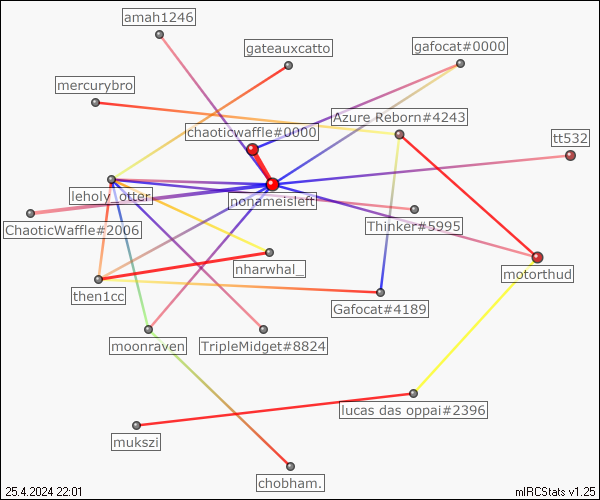 amah1246
gateauxcatto
gafocat#0000
mercurybro
Azure Reborn#4243
chaoticwaffle#0000
tt532
leholy_otter
nonameisleft
ChaoticWaffle#2006
Thinker#5995
nharwhal_
motorthud
then1cc
Gafocat#4189
moonraven
TripleMidget#8824
lucas das oppai#2396
mukszi
chobham.
25.4.2024 22:01
mIRCStats v1.25